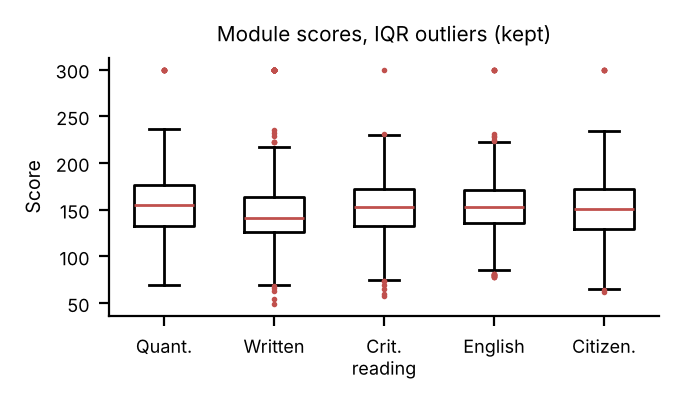 Module scores, IQR outliers (kept)
300
250
200
150
100
50
Score
Quant.
Written
Crit.
reading
English
Citizen.